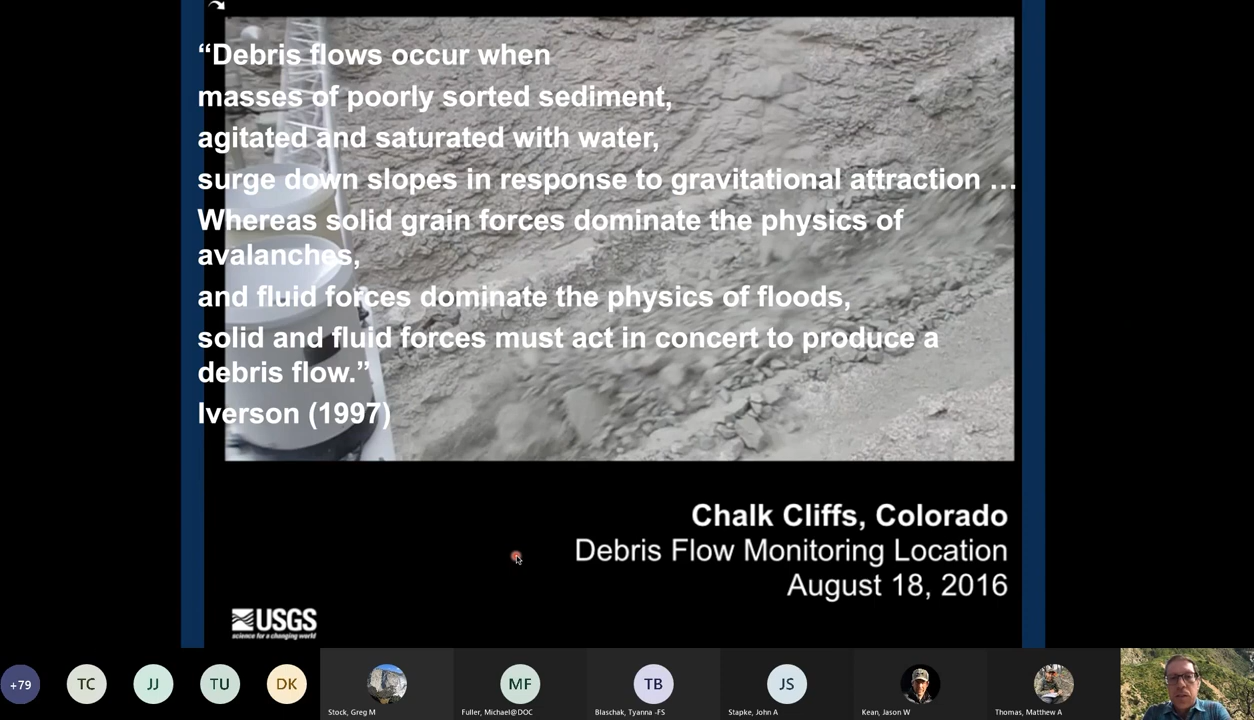 “Debris flows occur when
masses of poorly sorted sediment,
agitated and saturated with water,
surge down slopes in response to gravitational attraction …
Whereas solid grain forces dominate the physics of
avalanches,
and fluid forces dominate the physics of floods,
solid and fluid forces must act in concert to produce a
debris flow.”
Iverson (1997)
Chalk Cliffs, Colorado
Debris Flow Monitoring Location
August 18, 2016
USGS
science for a changing world
+79
TC
JJ
TU
DK
MF
TB
JS
Stock, Greg M
Fuller, Michael@DOC
Blaschak, Tyanna -FS
Stapke, John A
Kean, Jason W
Thomas, Matthew A